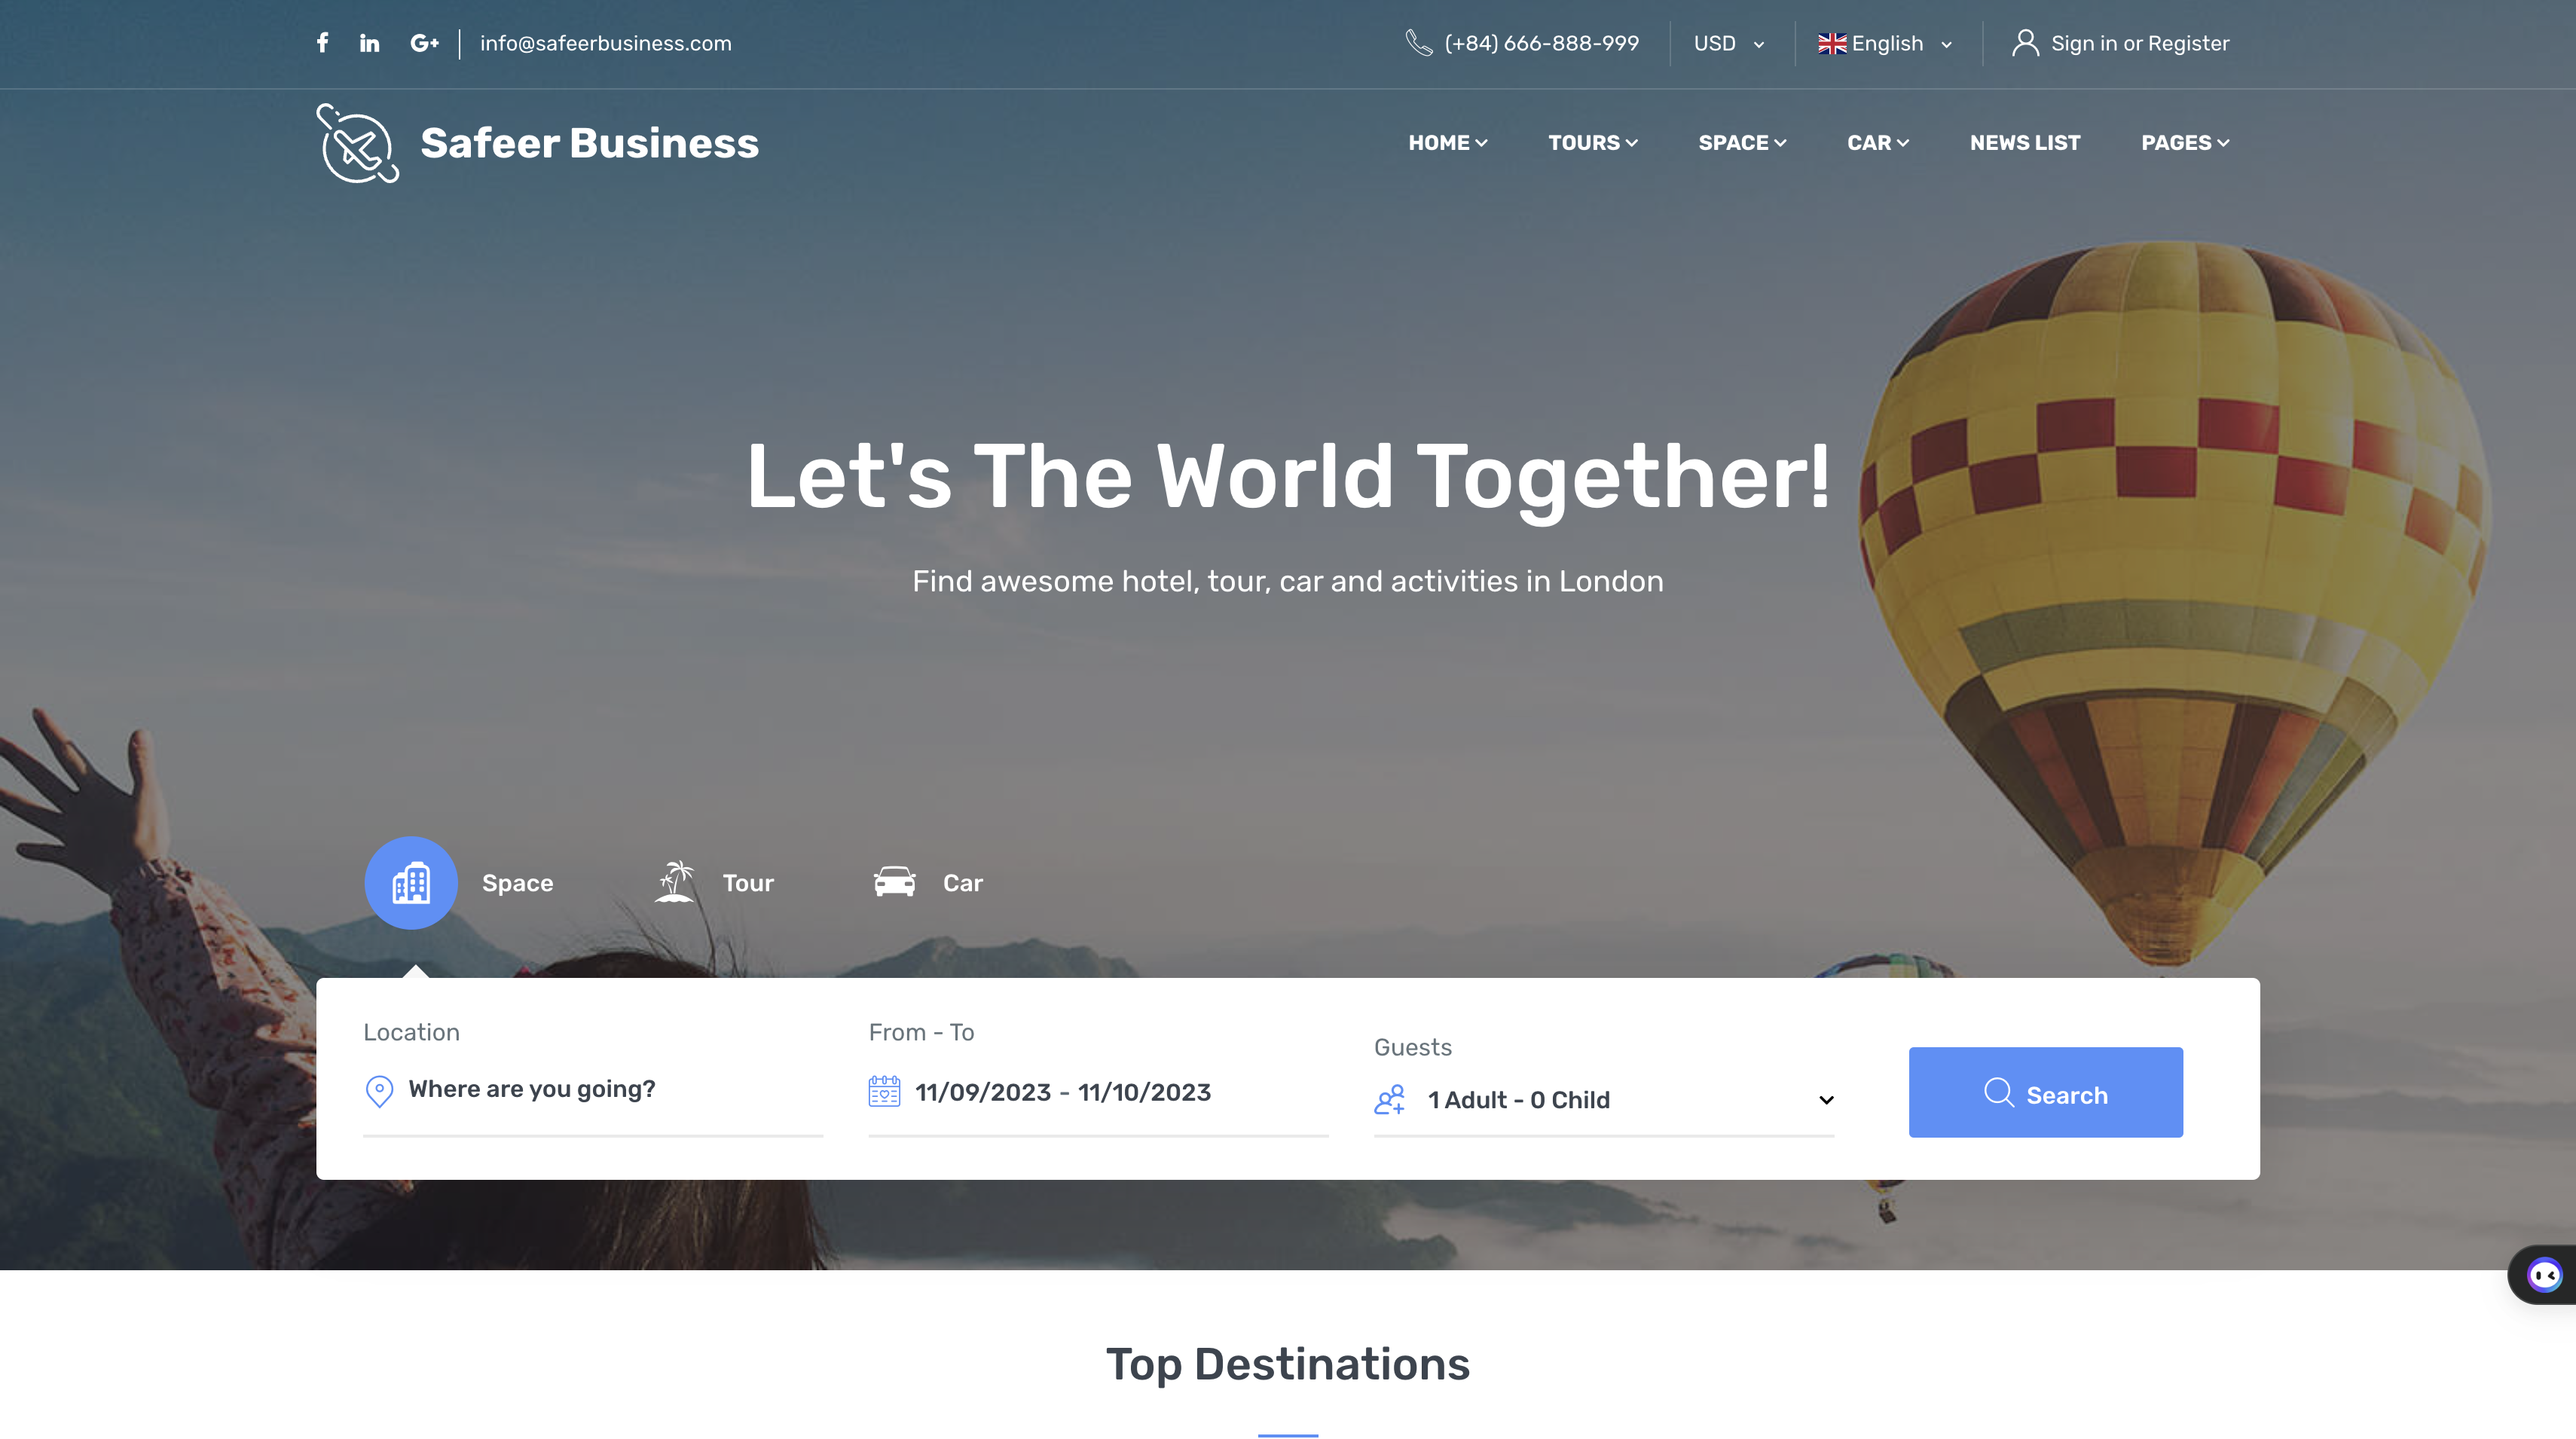 info@safeerbusiness.com
(+84) 666-888-999
USD
English
Sign in or Register
Safeer Business
HOME
TOURS
SPACE
CAR
NEWS LIST
PAGES
Let's The World Together!
Find awesome hotel, tour, car and activities in London
Space
Tour
Car
Location
Where are you going?
From - To
11/09/2023 - 11/10/2023
Guests
1 Adult - 0 Child
Search
Top Destinations